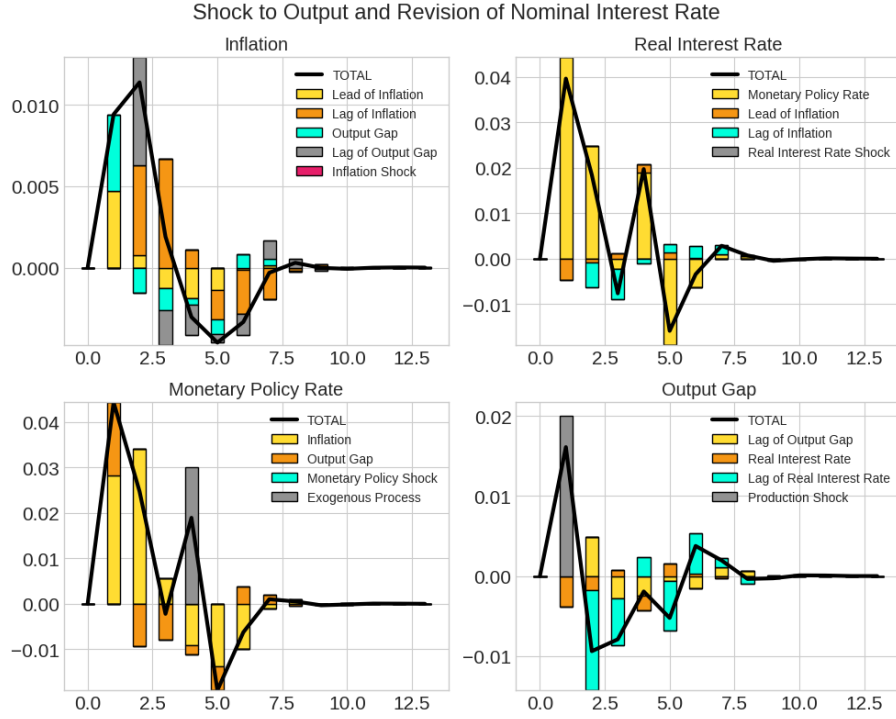 Shock to Output and Revision of Nominal Interest Rate
Inflation
TOTAL
Lead of Inflation
Lag of Inflation
Output Gap
Lag of Output Gap
Inflation Shock
0.010
0.005
0.000
0.0 2.5 5.0 7.5 10.0 12.5
Real Interest Rate
TOTAL
Monetary Policy Rate
Lead of Inflation
Lag of Inflation
Real Interest Rate Shock
0.04
0.03
0.02
0.01
0.00
−0.01
0.0 2.5 5.0 7.5 10.0 12.5
Monetary Policy Rate
TOTAL
Inflation
Output Gap
Monetary Policy Shock
Exogenous Process
0.04
0.03
0.02
0.01
0.00
−0.01
0.0 2.5 5.0 7.5 10.0 12.5
Output Gap
TOTAL
Lag of Output Gap
Real Interest Rate
Lag of Real Interest Rate
Production Shock
0.02
0.01
0.00
−0.01
0.0 2.5 5.0 7.5 10.0 12.5